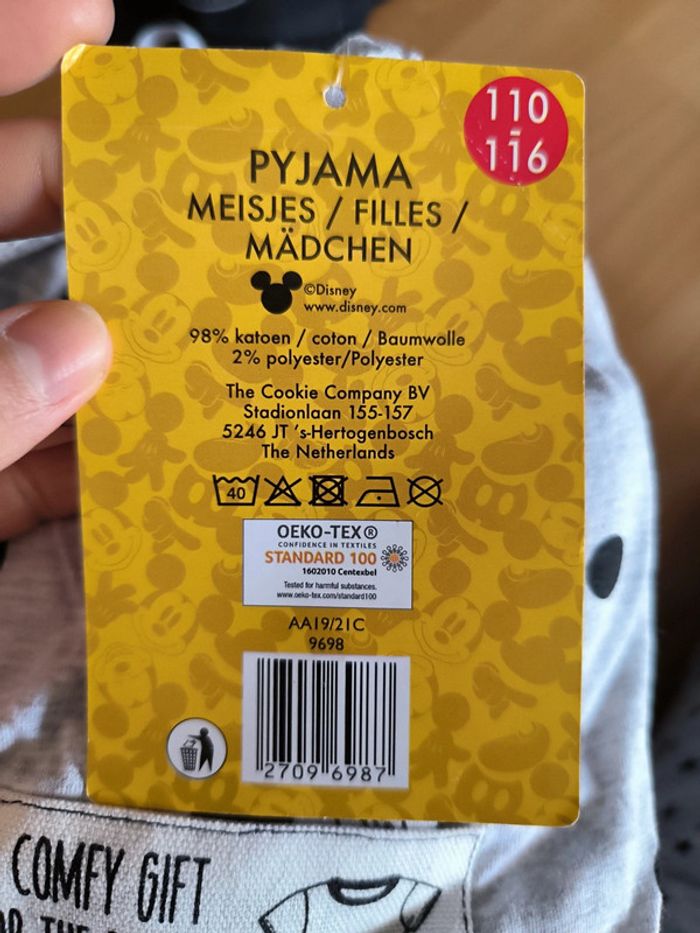 110
-
116
PYJAMA
MEISJES / FILLES /
MÄDCHEN
©Disney
www.disney.com
98% katoen / coton / Baumwolle
2% polyester/Polyester
The Cookie Company BV
Stadionlaan 155-157
5246 JT 's-Hertogenbosch
The Netherlands
40
OEKO-TEX®
CONFIDENCE IN TEXTILES
STANDARD 100
1602010 Centexbel
Tested for harmful substances.
www.oeko-tex.com/standard100
AA19/21C
9698
2709 6987
COMFY GIFT
THE